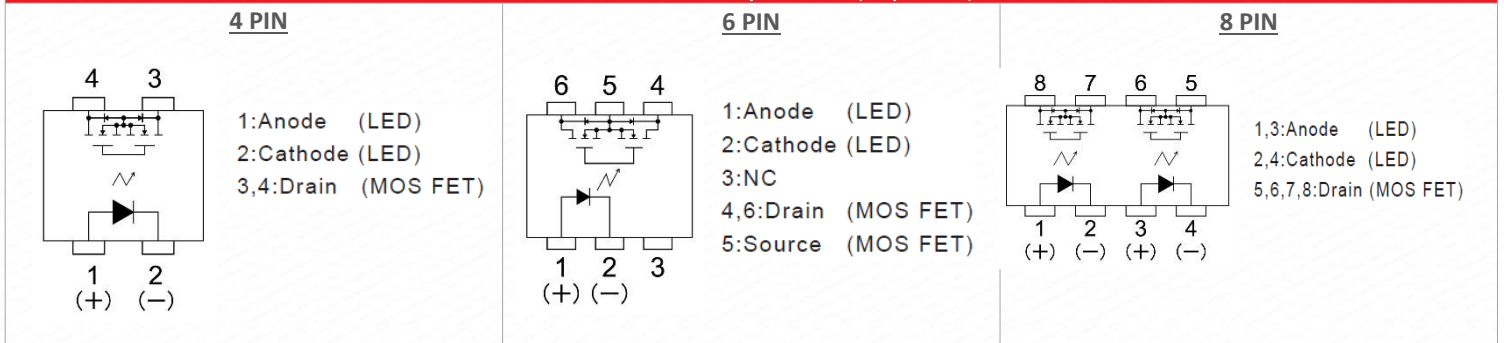 4 PIN
4 3
1:Anode (LED)
2:Cathode (LED)
3,4:Drain (MOS FET)
1 2
(+) (—)
6 PIN
6 5 4
1:Anode (LED)
2:Cathode (LED)
3:NC
4,6:Drain (MOS FET)
5:Source (MOS FET)
1 2 3
(+) (—)
8 PIN
8 7 6 5
1,3:Anode (LED)
2,4:Cathode (LED)
5,6,7,8:Drain (MOS FET)
1 2 3 4
(+) (—) (+) (—)